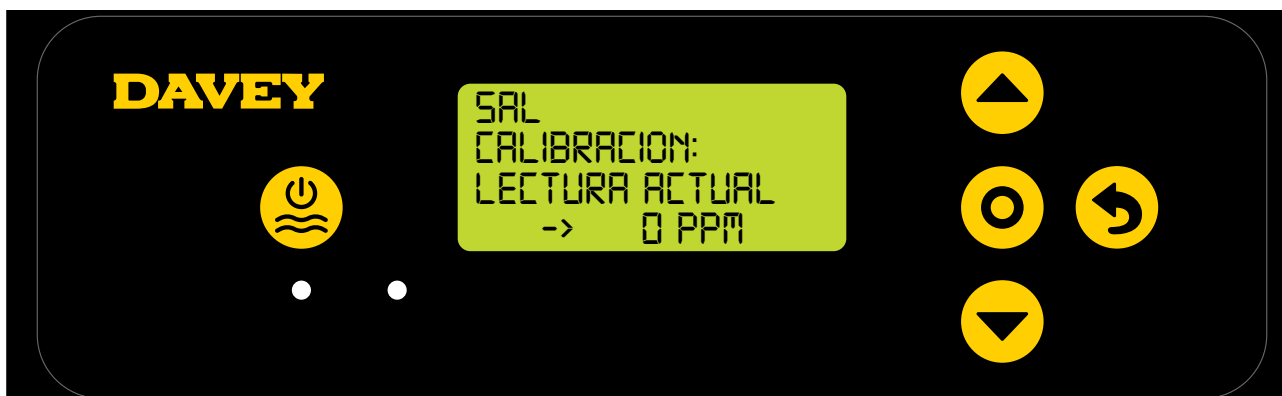 DAVEY
SAL
CALIBRACION:
LECTURA ACTUAL
-> 0 PPM